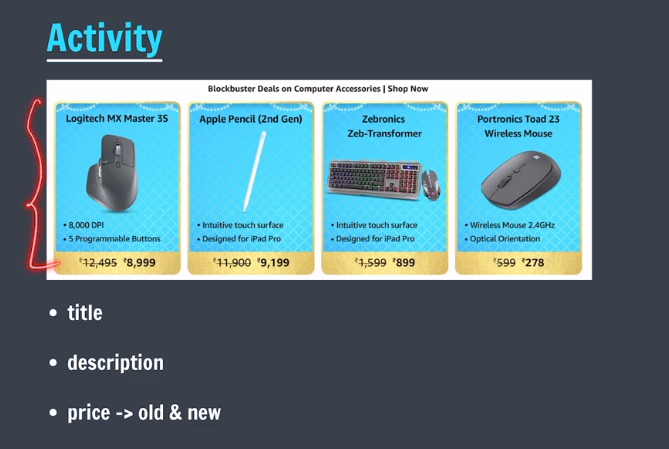 Activity
Blockbuster Deals on Computer Accessories | Shop Now
Logitech MX Master 3S
• 8,000 DPI
• 5 Programmable Buttons
₹12,495 ₹8,999
Apple Pencil (2nd Gen)
• Intuitive touch surface
• Designed for iPad Pro
₹11,900 ₹9,199
Zebronics
Zeb-Transformer
• Intuitive touch surface
• Designed for iPad Pro
₹1,599 ₹899
Portronics Toad 23
Wireless Mouse
• Wireless Mouse 2.4GHz
• Optical Orientation
₹599 ₹278
• title
• description
• price -> old & new